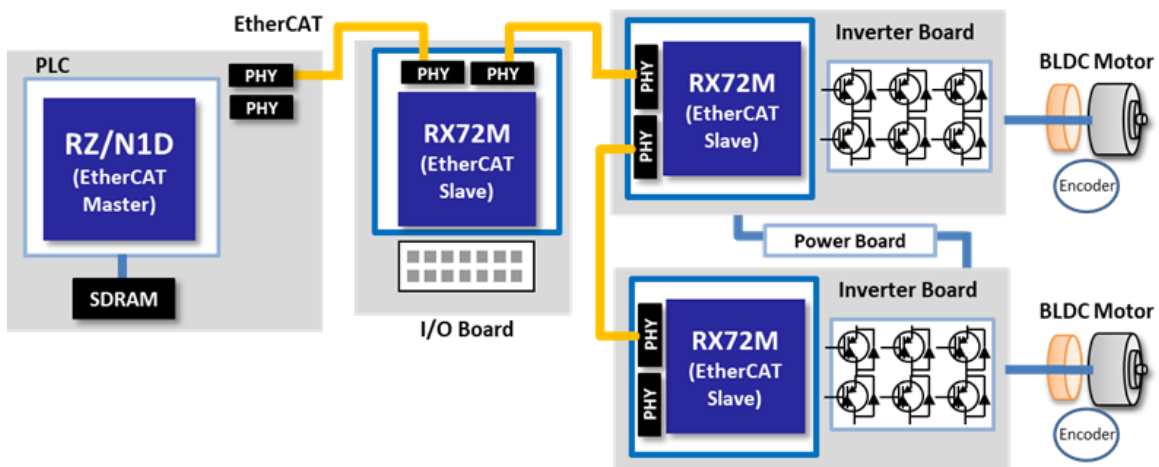 EtherCAT
PLC
PHY
PHY
RZ/N1D
(EtherCAT
Master)
SDRAM
PHY
PHY
RX72M
(EtherCAT
Slave)
I/O Board
Inverter Board
PHY
PHY
RX72M
(EtherCAT
Slave)
BLDC Motor
Encoder
Power Board
Inverter Board
PHY
PHY
RX72M
(EtherCAT
Slave)
BLDC Motor
Encoder